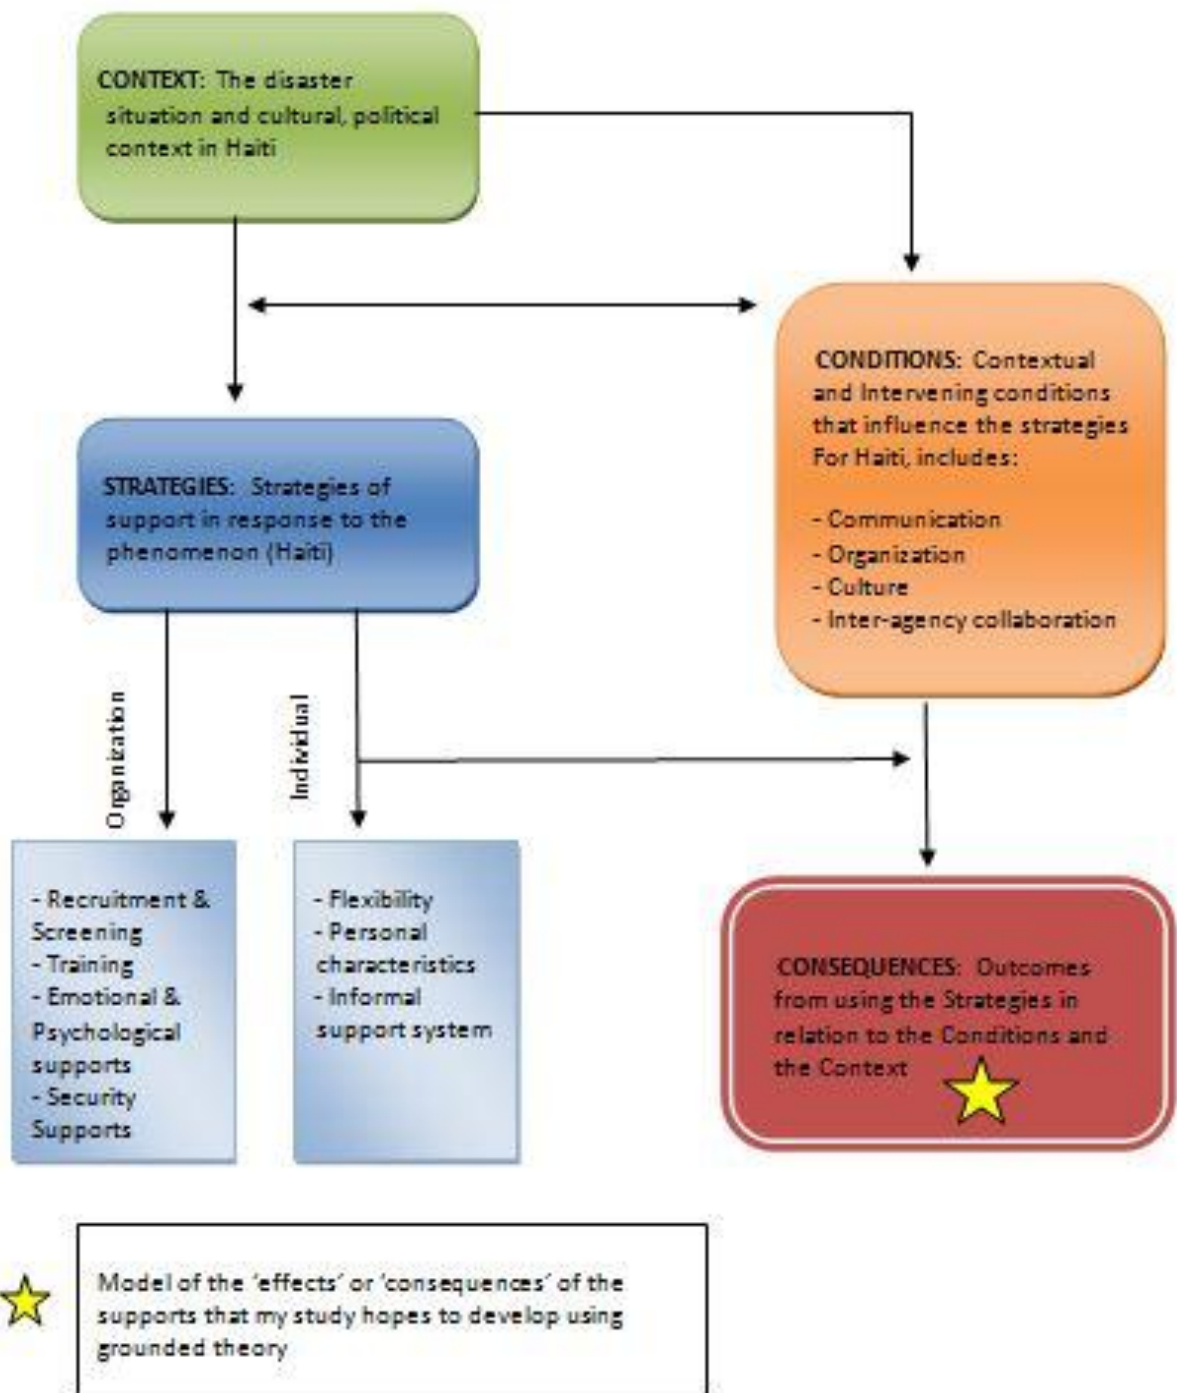 CONTEXT: The disaster
situation and cultural, political
context in Haiti
CONDITIONS: Contextual
and Intervening conditions
that influence the strategies
For Haiti, includes:
- Communication
- Organization
- Culture
- Inter-agency collaboration
STRATEGIES: Strategies of
support in response to the
phenomenon (Haiti)
Organization
Individual
- Recruitment &
Screening
- Training
- Emotional &
Psychological
supports
- Security
Supports
- Flexibility
- Personal
characteristics
- Informal
support system
CONSEQUENCES: Outcomes
from using the Strategies in
relation to the Conditions and
the Context
Model of the 'effects' or 'consequences' of the
supports that my study hopes to develop using
grounded theory